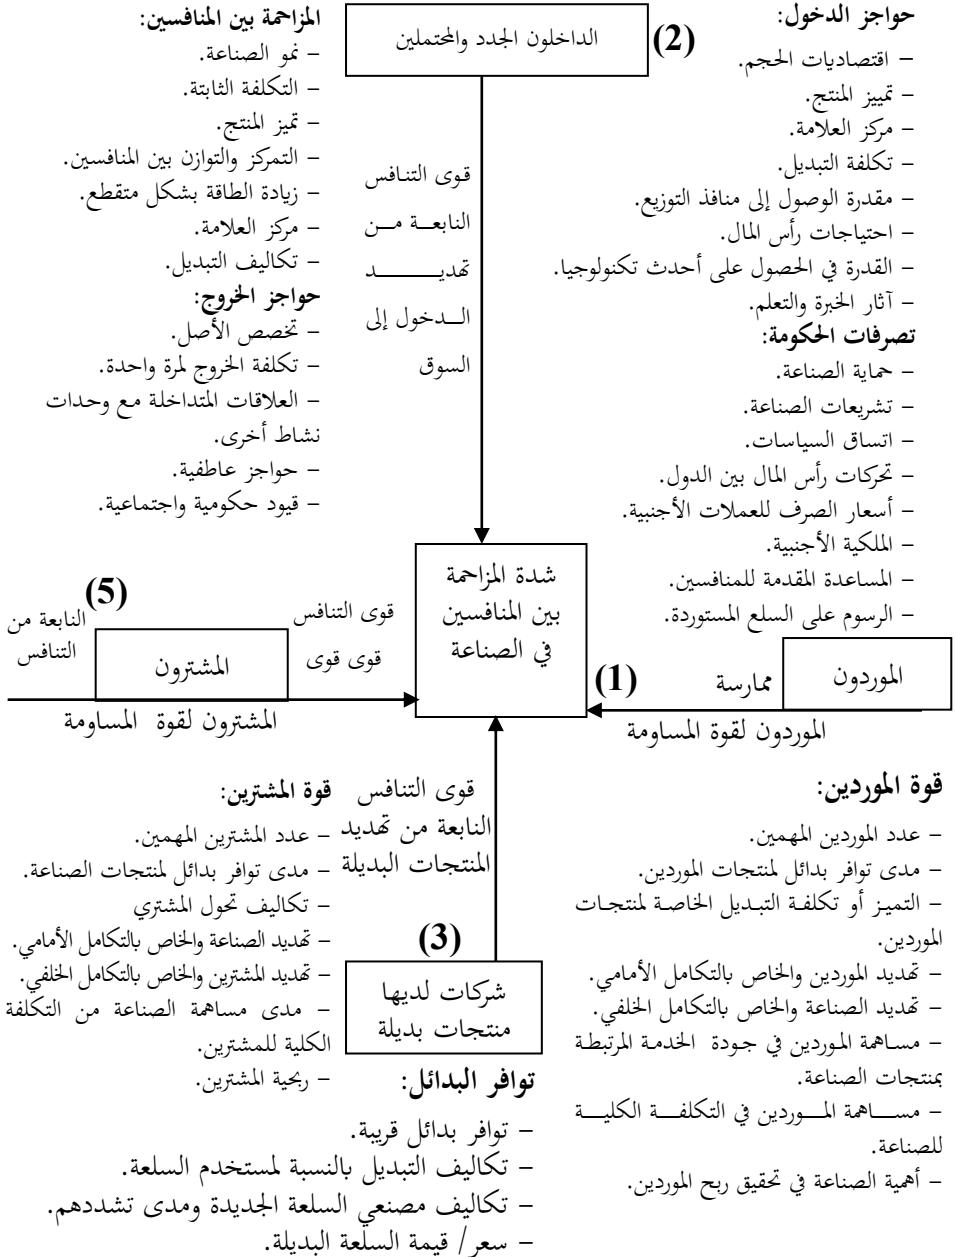 حواجز الدخول:
– اقتصاديات الحجم.
– تمييز المنتج.
– مركز العلامة.
– تكلفة التبديل.
– مقدرة الوصول إلى منافذ التوزيع.
– احتياجات رأس المال.
– القدرة في الحصول على أحدث تكنولوجيا.
– آثار الخبرة والتعلم.
تصرفات الحكومة:
– حماية الصناعة.
– تشريعات الصناعة.
– اتساق السياسات.
– تحركات رأس المال بين الدول.
– أسعار الصرف للعملات الأجنبية.
– الملكية الأجنبية.
– المساعدة المقدمة للمنافسين.
– الرسوم على السلع المستوردة.
(2)
الداخلون الجدد والمحتملين
قوى التنافس
النابعة من
تهديد
الدخول إلى
السوق
المزاحمة بين المنافسين:
– نمو الصناعة.
– التكلفة الثابتة.
– تميز المنتج.
– التمركز والتوازن بين المنافسين.
– زيادة الطاقة بشكل متقطع.
– مركز العلامة.
– تكاليف التبديل.
حواجز الخروج:
– تخصص الأصل.
– تكلفة الخروج لمرة واحدة.
– العلاقات المتداخلة مع وحدات
نشاط أخرى.
– حواجز عاطفية.
– قيود حكومية واجتماعية.
شدة المزاحمة
بين المنافسين
في الصناعة
(1)
الموردون
ممارسة
الموردون لقوة المساومة
قوى التنافس
قوى قوى
(5)
المشترون
النابعة من
التنافس
المشترون لقوة المساومة
قوة الموردين:
– عدد الموردين المهمين.
– مدى توافر بدائل لمنتجات الموردين.
– التميز أو تكلفة التبديل الخاصة لمنتجات
الموردين.
– تهديد الموردين والخاص بالتكامل الأمامي.
– تهديد الصناعة والخاص بالتكامل الخلفي.
– مساهمة الموردين في جودة الخدمة المرتبطة
بمنتجات الصناعة.
– مساهمة الموردين في التكلفة الكلية
للصناعة.
– أهمية الصناعة في تحقيق ربح الموردين.
قوى التنافس
النابعة من تهديد
المنتجات البديلة
(3)
شركات لديها
منتجات بديلة
قوة المشترين:
– عدد المشترين المهمين.
– مدى توافر بدائل لمنتجات الصناعة.
– تكاليف تحول المشتري
– تهديد الصناعة والخاص بالتكامل الأمامي.
– تهديد المشترين والخاص بالتكامل الخلفي.
– مدى مساهمة الصناعة من التكلفة
الكلية للمشترين.
– ربحية المشترين.
توافر البدائل:
– توافر بدائل قريبة.
– تكاليف التبديل بالنسبة لمستخدم السلعة.
– تكاليف مصنعي السلعة الجديدة ومدى تشددهم.
– سعر/ قيمة السلعة البديلة.